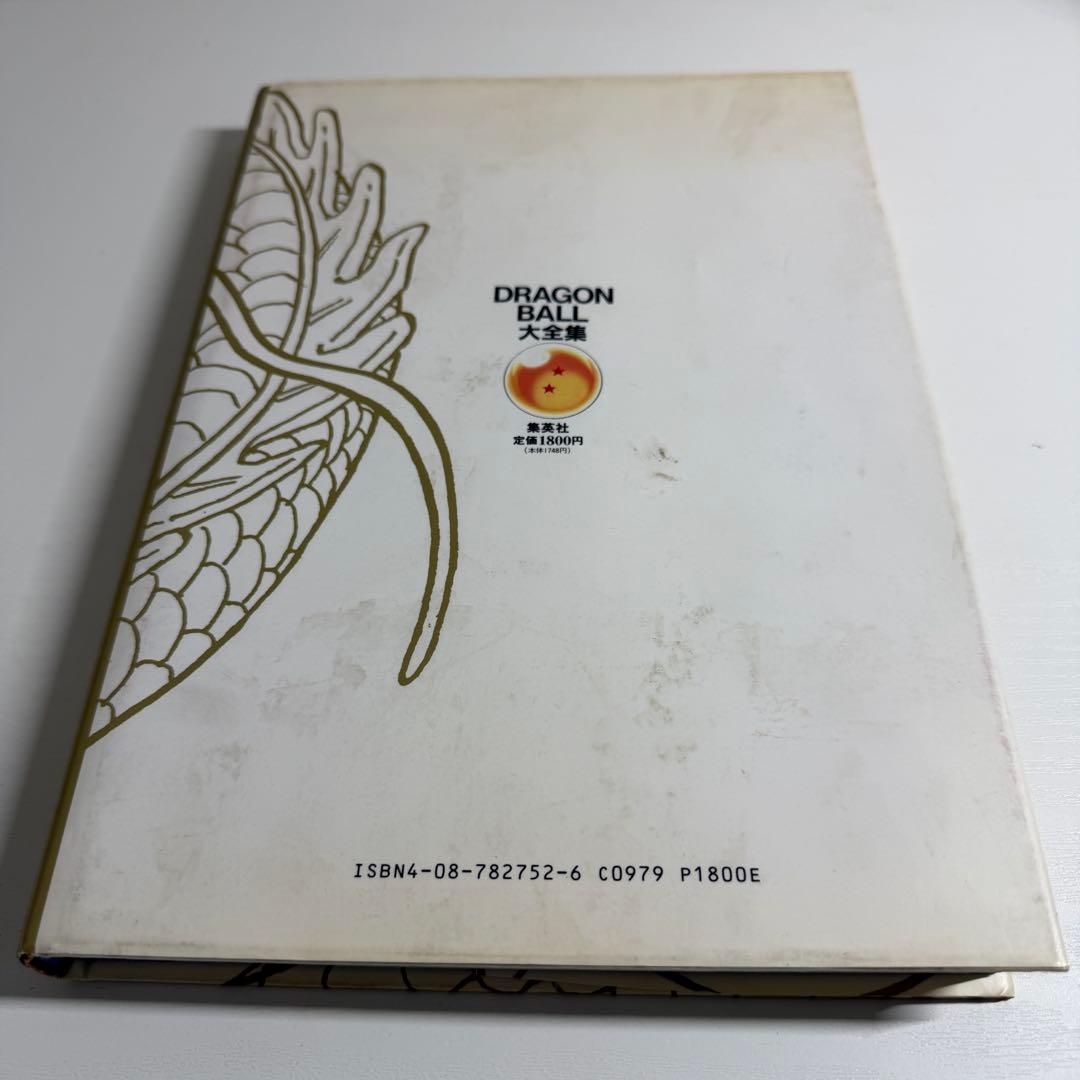 DRAGON
BALL
大全集
集英社
定価1800円
(本体1748円)
ISBN4-08-782752-6 C0979 P1800E